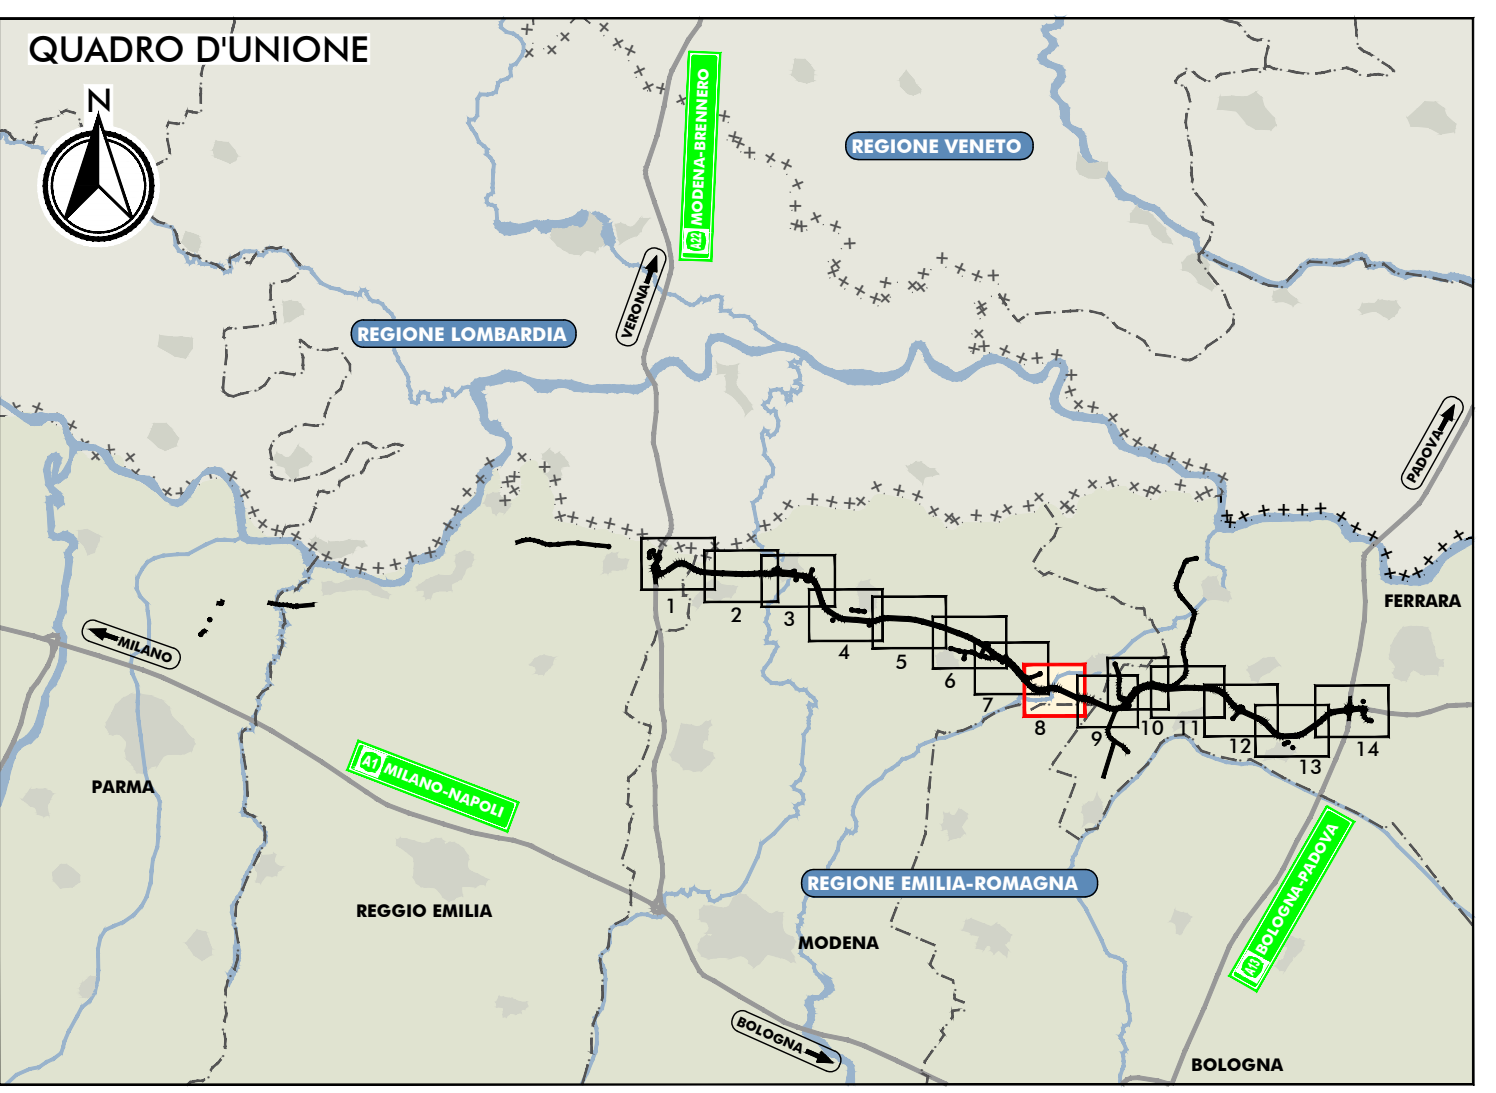 QUADRO D'UNIONE
N
A22 MODENA-BRENNERO
REGIONE VENETO
VERONA
REGIONE LOMBARDIA
PADOVA
FERRARA
MILANO
1
2
3
4
5
6
7
8
9
10
11
12
13
14
PARMA
A1 MILANO-NAPOLI
REGIONE EMILIA-ROMAGNA
A13 BOLOGNA-PADOVA
REGGIO EMILIA
MODENA
BOLOGNA
BOLOGNA